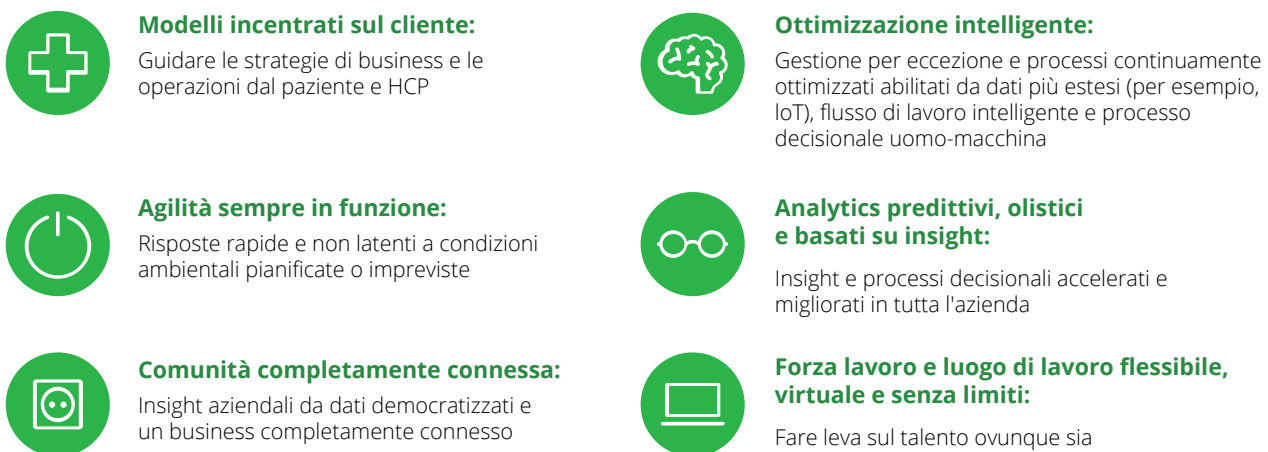 Modelli incentrati sul cliente:
Guidare le strategie di business e le
operazioni dal paziente e HCP
Ottimizzazione intelligente:
Gestione per eccezione e processi continuamente
ottimizzati abilitati da dati più estesi (per esempio,
IoT), flusso di lavoro intelligente e processo
decisionale uomo-macchina
Agilità sempre in funzione:
Risposte rapide e non latenti a condizioni
ambientali pianificate o impreviste
Analytics predittivi, olistici
e basati su insight:
Insight e processi decisionali accelerati e
migliorati in tutta l'azienda
Comunità completamente connessa:
Insight aziendali da dati democratizzati e
un business completamente connesso
Forza lavoro e luogo di lavoro flessibile,
virtuale e senza limiti:
Fare leva sul talento ovunque sia